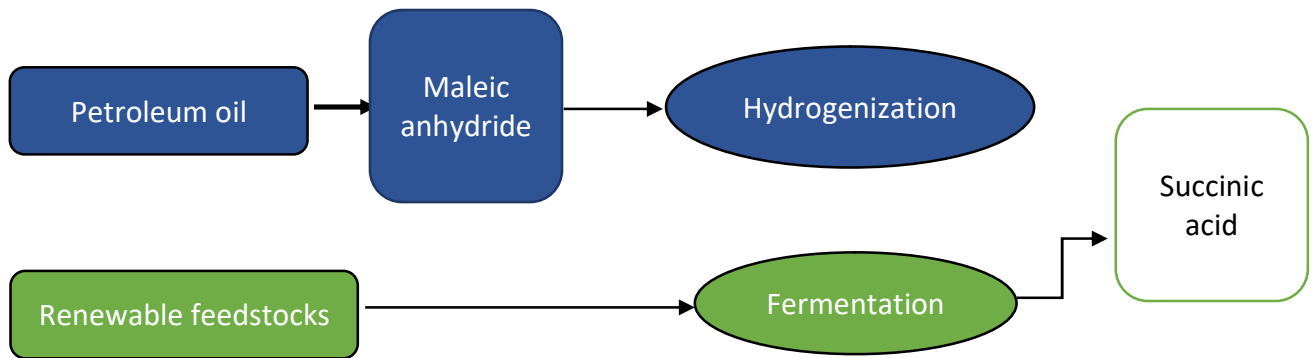 Petroleum oil
Maleic
anhydride
Hydrogenization
Succinic
acid
Renewable feedstocks
Fermentation